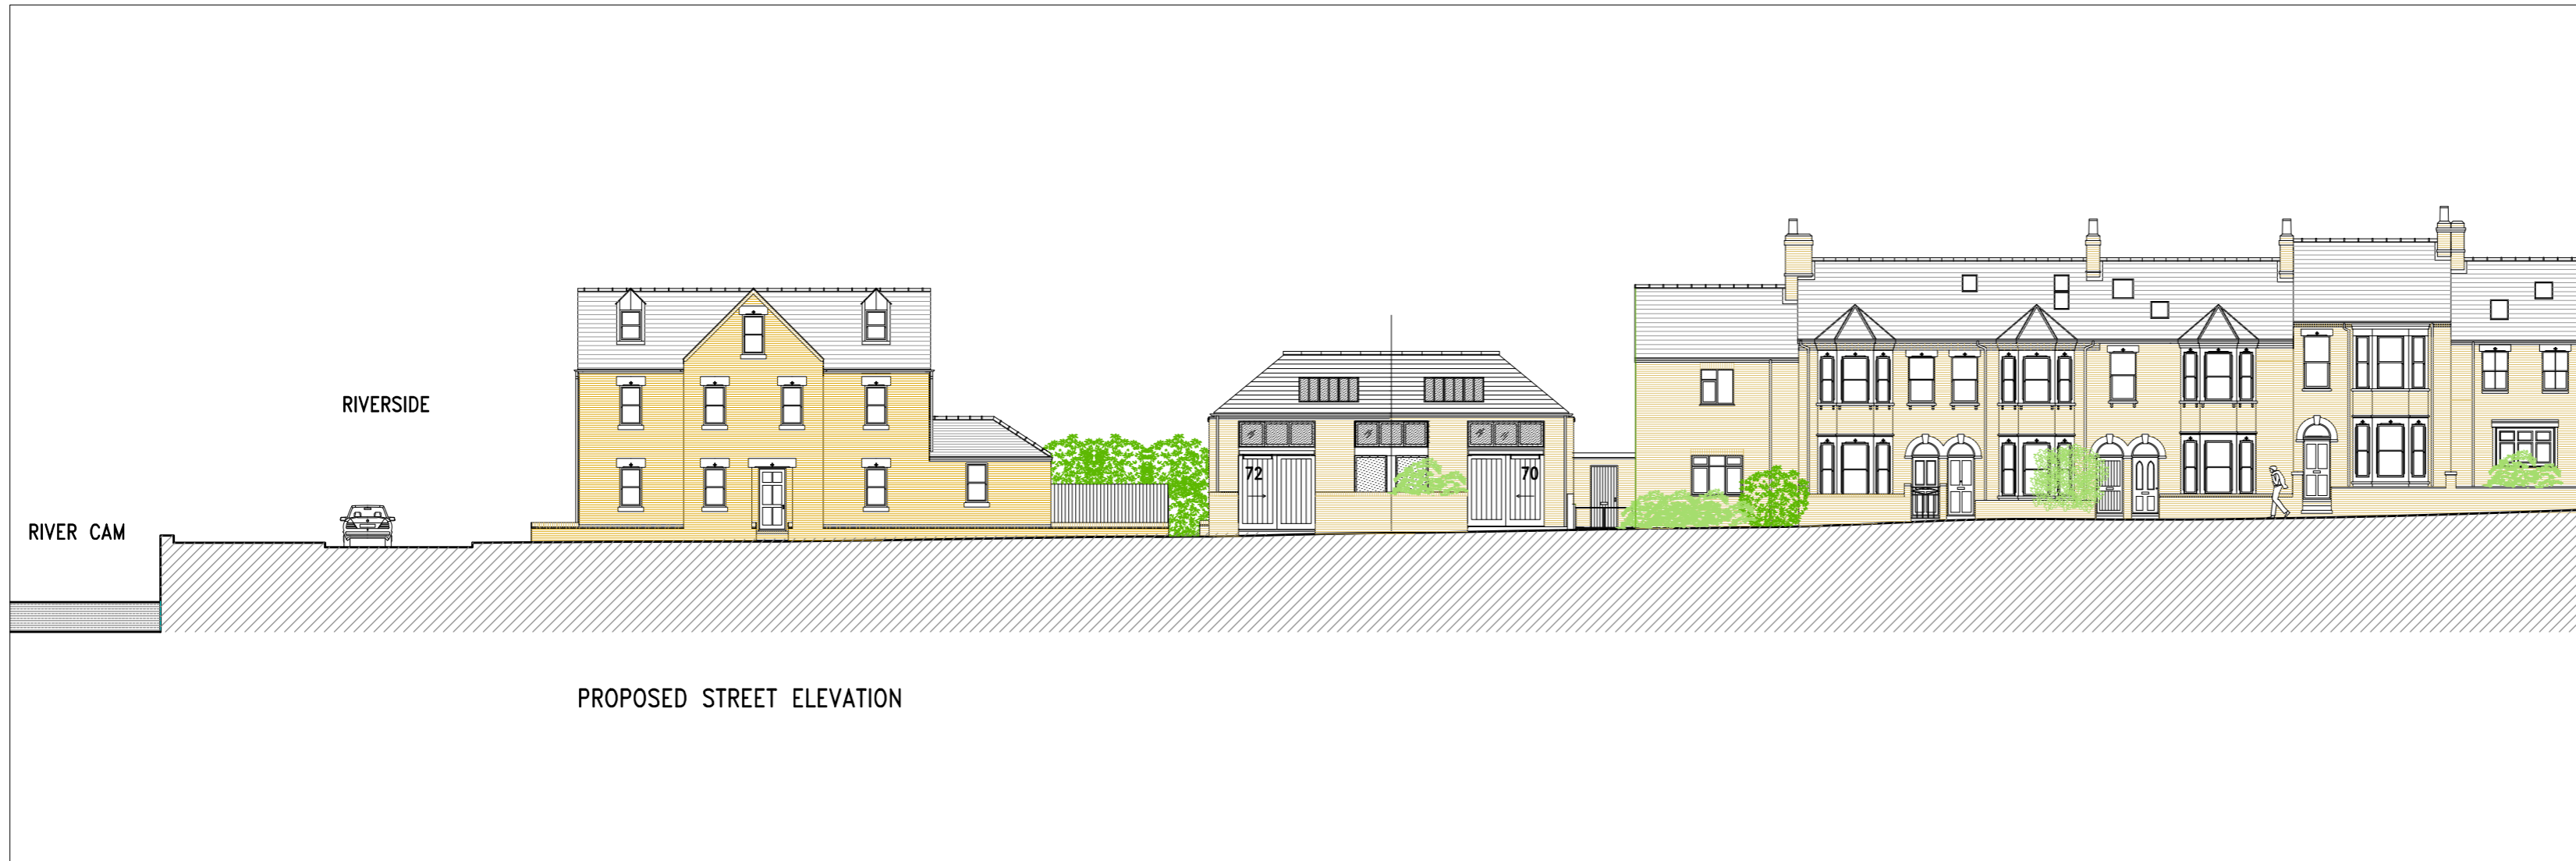 RIVERSIDE
RIVER CAM
72
70
PROPOSED STREET ELEVATION